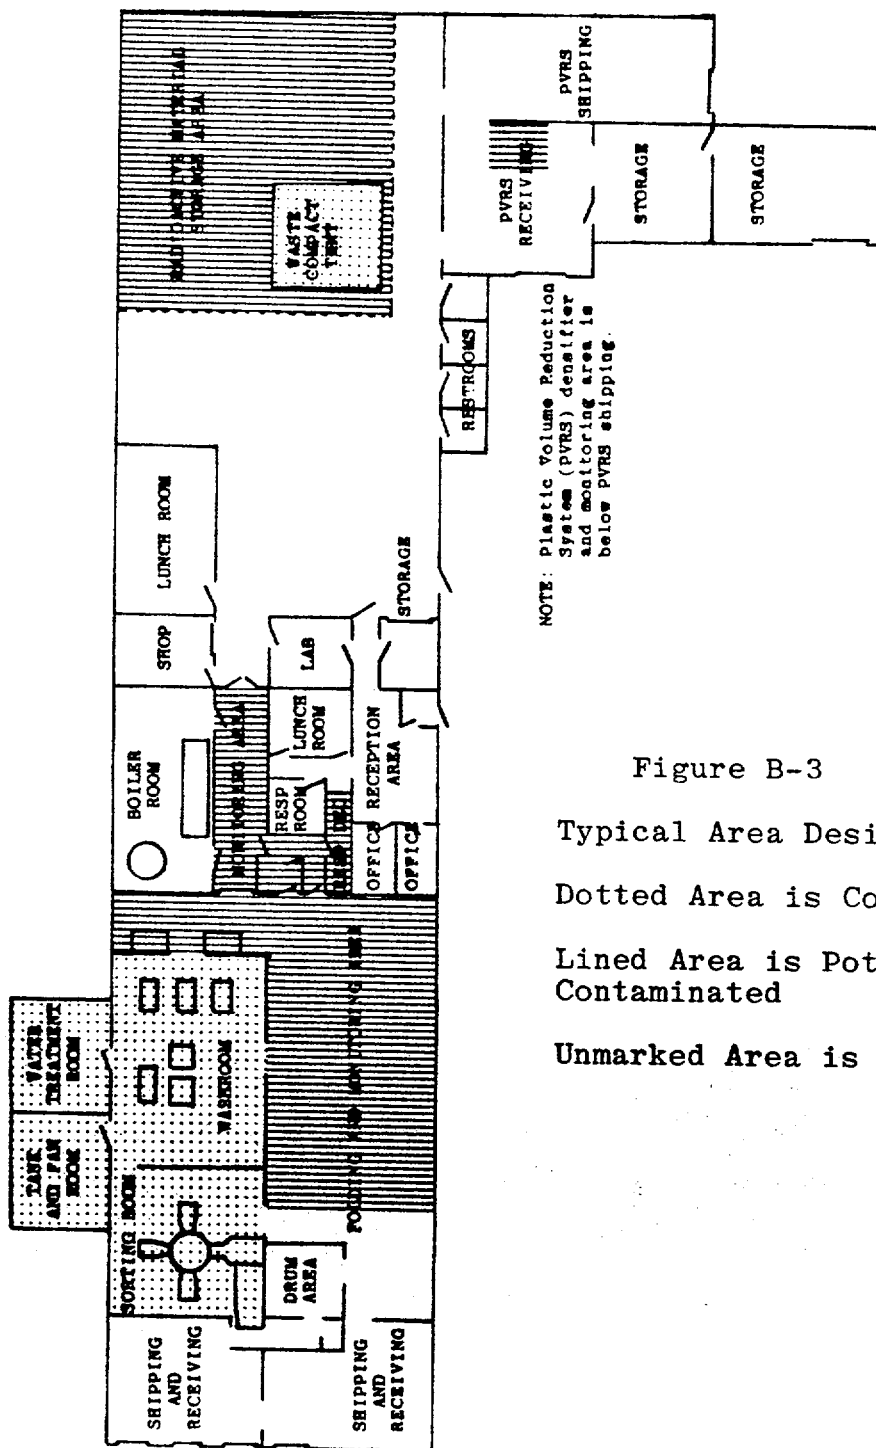 RADIOACTIVE MATERIAL
STORAGE AREA
WASTE
COMPACT
TENT
PVRS
SHIPPING
PVRS
RECEIVING
STORAGE
STORAGE
RESTROOMS
NOTE: Plastic Volume Reduction
System (PVRS) densifier
and monitoring area is
below PVRS shipping.
LUNCH ROOM
SHOP
LAB
STORAGE
BOILER
ROOM
MONITORING AREA
LUNCH
ROOM
RESP
ROOM
RESP
RECEPTION
AREA
OFFICE
OFFICE
WATER
TREATMENT
ROOM
TANK
AND FAN
ROOM
WASHROOM
FOLDING AND MONITORING AREA
SORTING ROOM
DRUM
AREA
SHIPPING
AND
RECEIVING
SHIPPING
AND
RECEIVING
Figure B-3
Typical Area Desi
Dotted Area is Co
Lined Area is Pot
Contaminated
Unmarked Area is